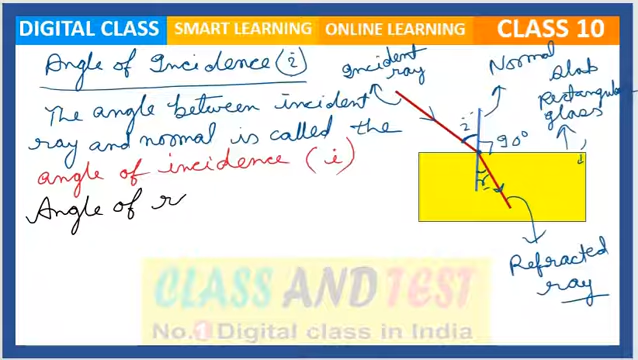 DIGITAL CLASS SMART LEARNING ONLINE LEARNING CLASS 10
Angle of Incidence (i)
The angle between incident
ray and normal is called the
angle of incidence (i)
Angle of r
Incident
ray
Normal
Slab
Rectangular
glass
i
90°
r
Refracted
ray
CLASS AND TEST
No.1 Digital class in India